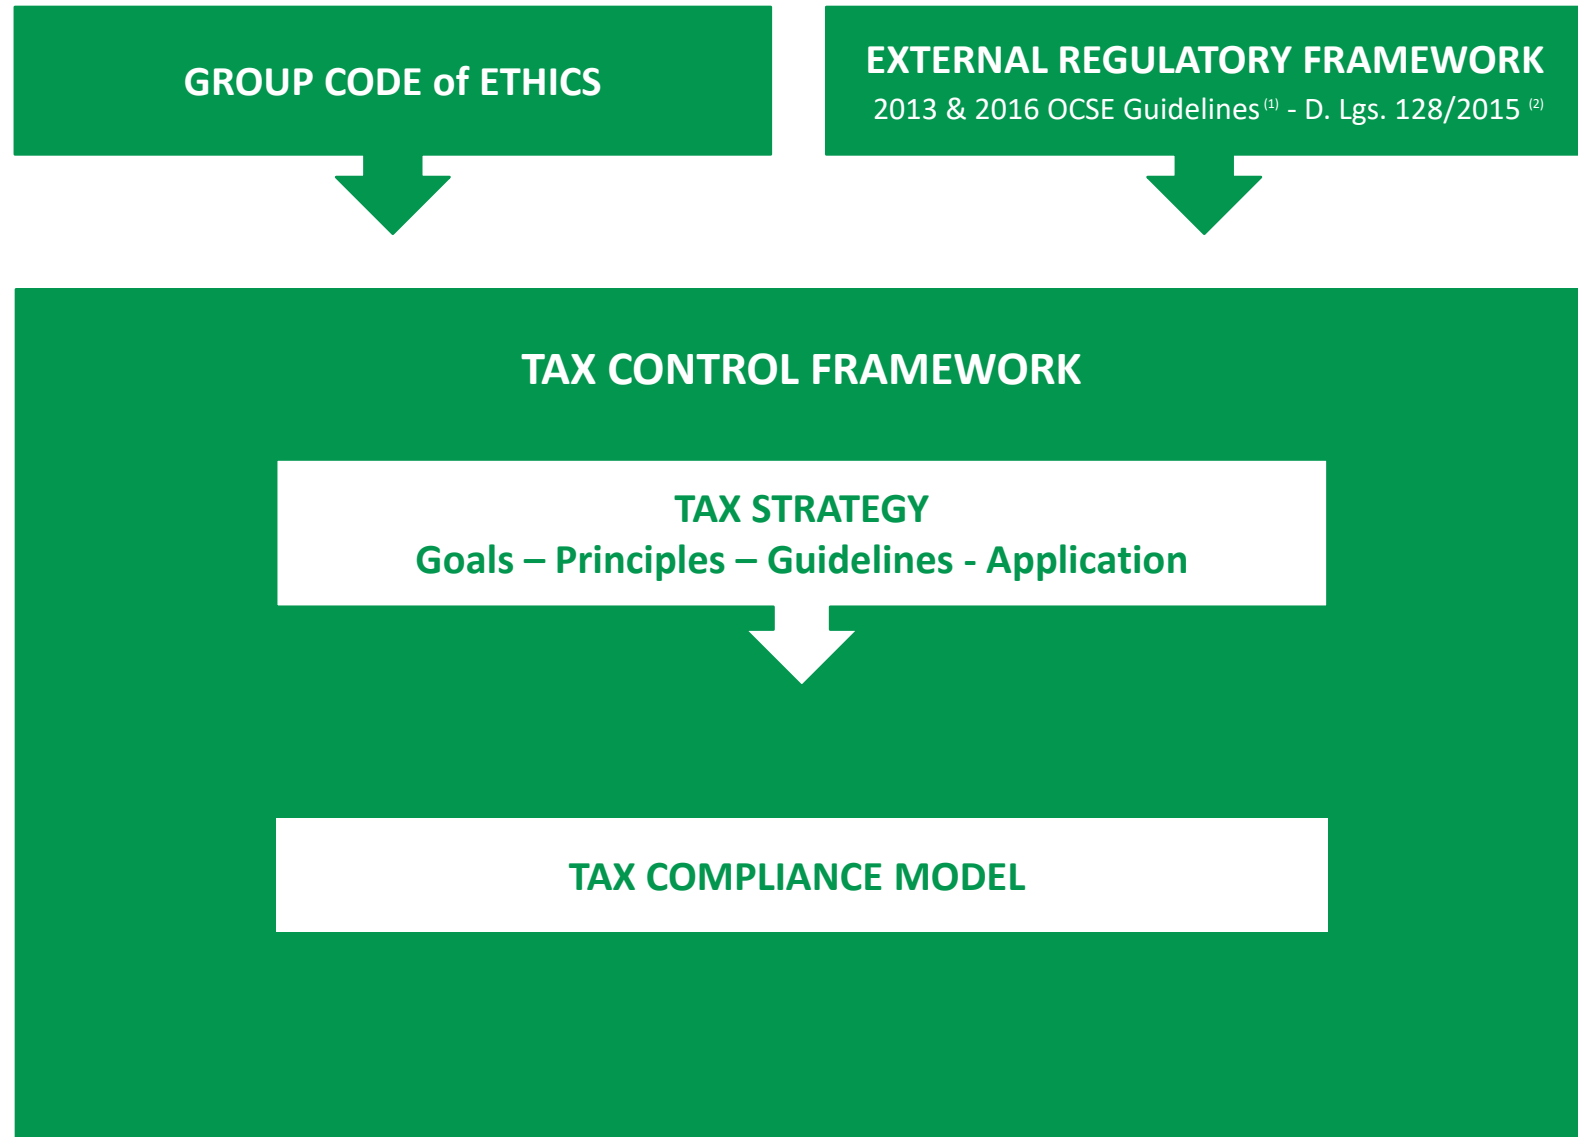 GROUP CODE of ETHICS
EXTERNAL REGULATORY FRAMEWORK
2013 & 2016 OCSE Guidelines (1) - D. Lgs. 128/2015 (2)
TAX CONTROL FRAMEWORK
TAX STRATEGY
Goals – Principles – Guidelines - Application
TAX COMPLIANCE MODEL